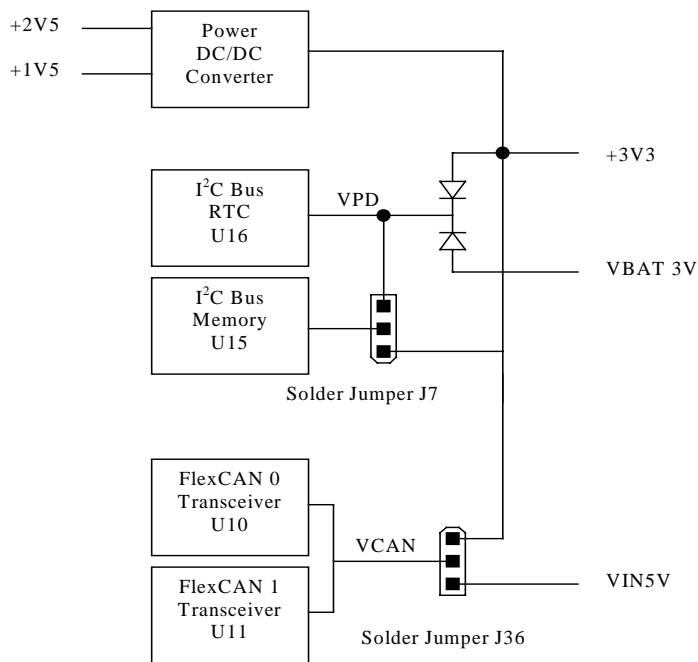 +2V5
+1V5
Power
DC/DC
Converter
+3V3
I²C Bus
RTC
U16
VPD
VBAT 3V
I²C Bus
Memory
U15
Solder Jumper J7
FlexCAN 0
Transceiver
U10
VCAN
VIN5V
FlexCAN 1
Transceiver
U11
Solder Jumper J36